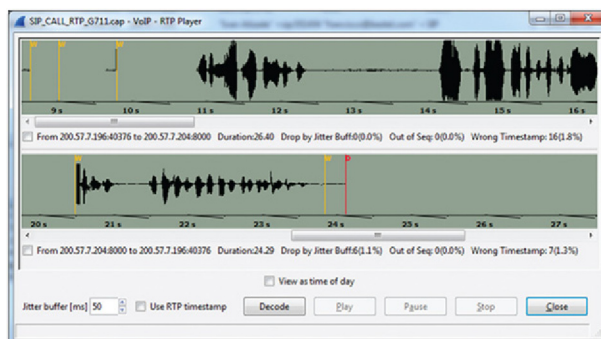 SIP_CALL_RTP_G711.cap - VoIP - RTP Player
9 s 10 s 11 s 12 s 13 s 14 s 15 s 16 s
From 200.57.7.196:40376 to 200.57.7.204:8000 Duration:26.40 Drop by Jitter Buff:0(0.0%) Out of Seq: 0(0.0%) Wrong Timestamp: 16(1.8%)
20 s 21 s 22 s 23 s 24 s 25 s 26 s 27 s
From 200.57.7.204:8000 to 200.57.7.196:40376 Duration:24.29 Drop by Jitter Buff:6(1.1%) Out of Seq: 0(0.0%) Wrong Timestamp: 7(1.3%)
View as time of day
Jitter buffer [ms] 50 Use RTP timestamp Decode Play Pause Stop Close